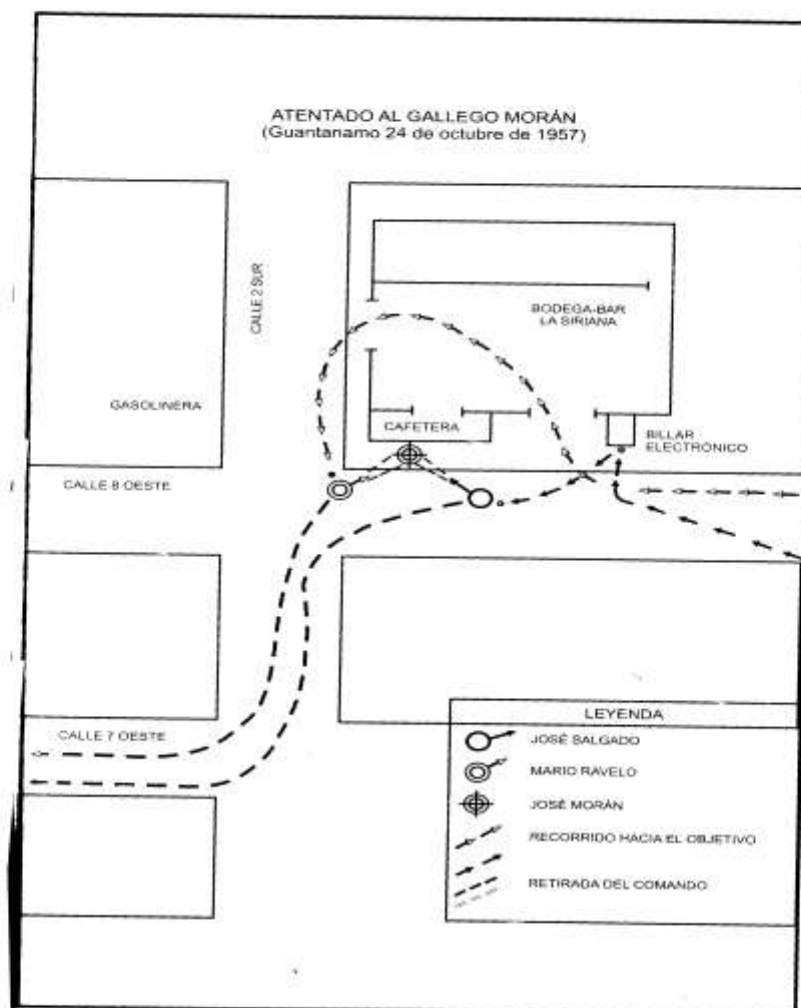 ATENTADO AL GALLEGO MORÁN
(Guantanamo 24 de octubre de 1957)
CALLE 2 SUR
BODEGA-BAR
LA SIRIANA
GASOLINERA
CAFETERA
BILLAR
ELECTRÓNICO
CALLE 8 OESTE
CALLE 7 OESTE
LEYENDA
JOSÉ SALGADO
MARIO RAVELO
JOSÉ MORÁN
RECORRIDO HACIA EL OBJETIVO
RETIRADA DEL COMANDO